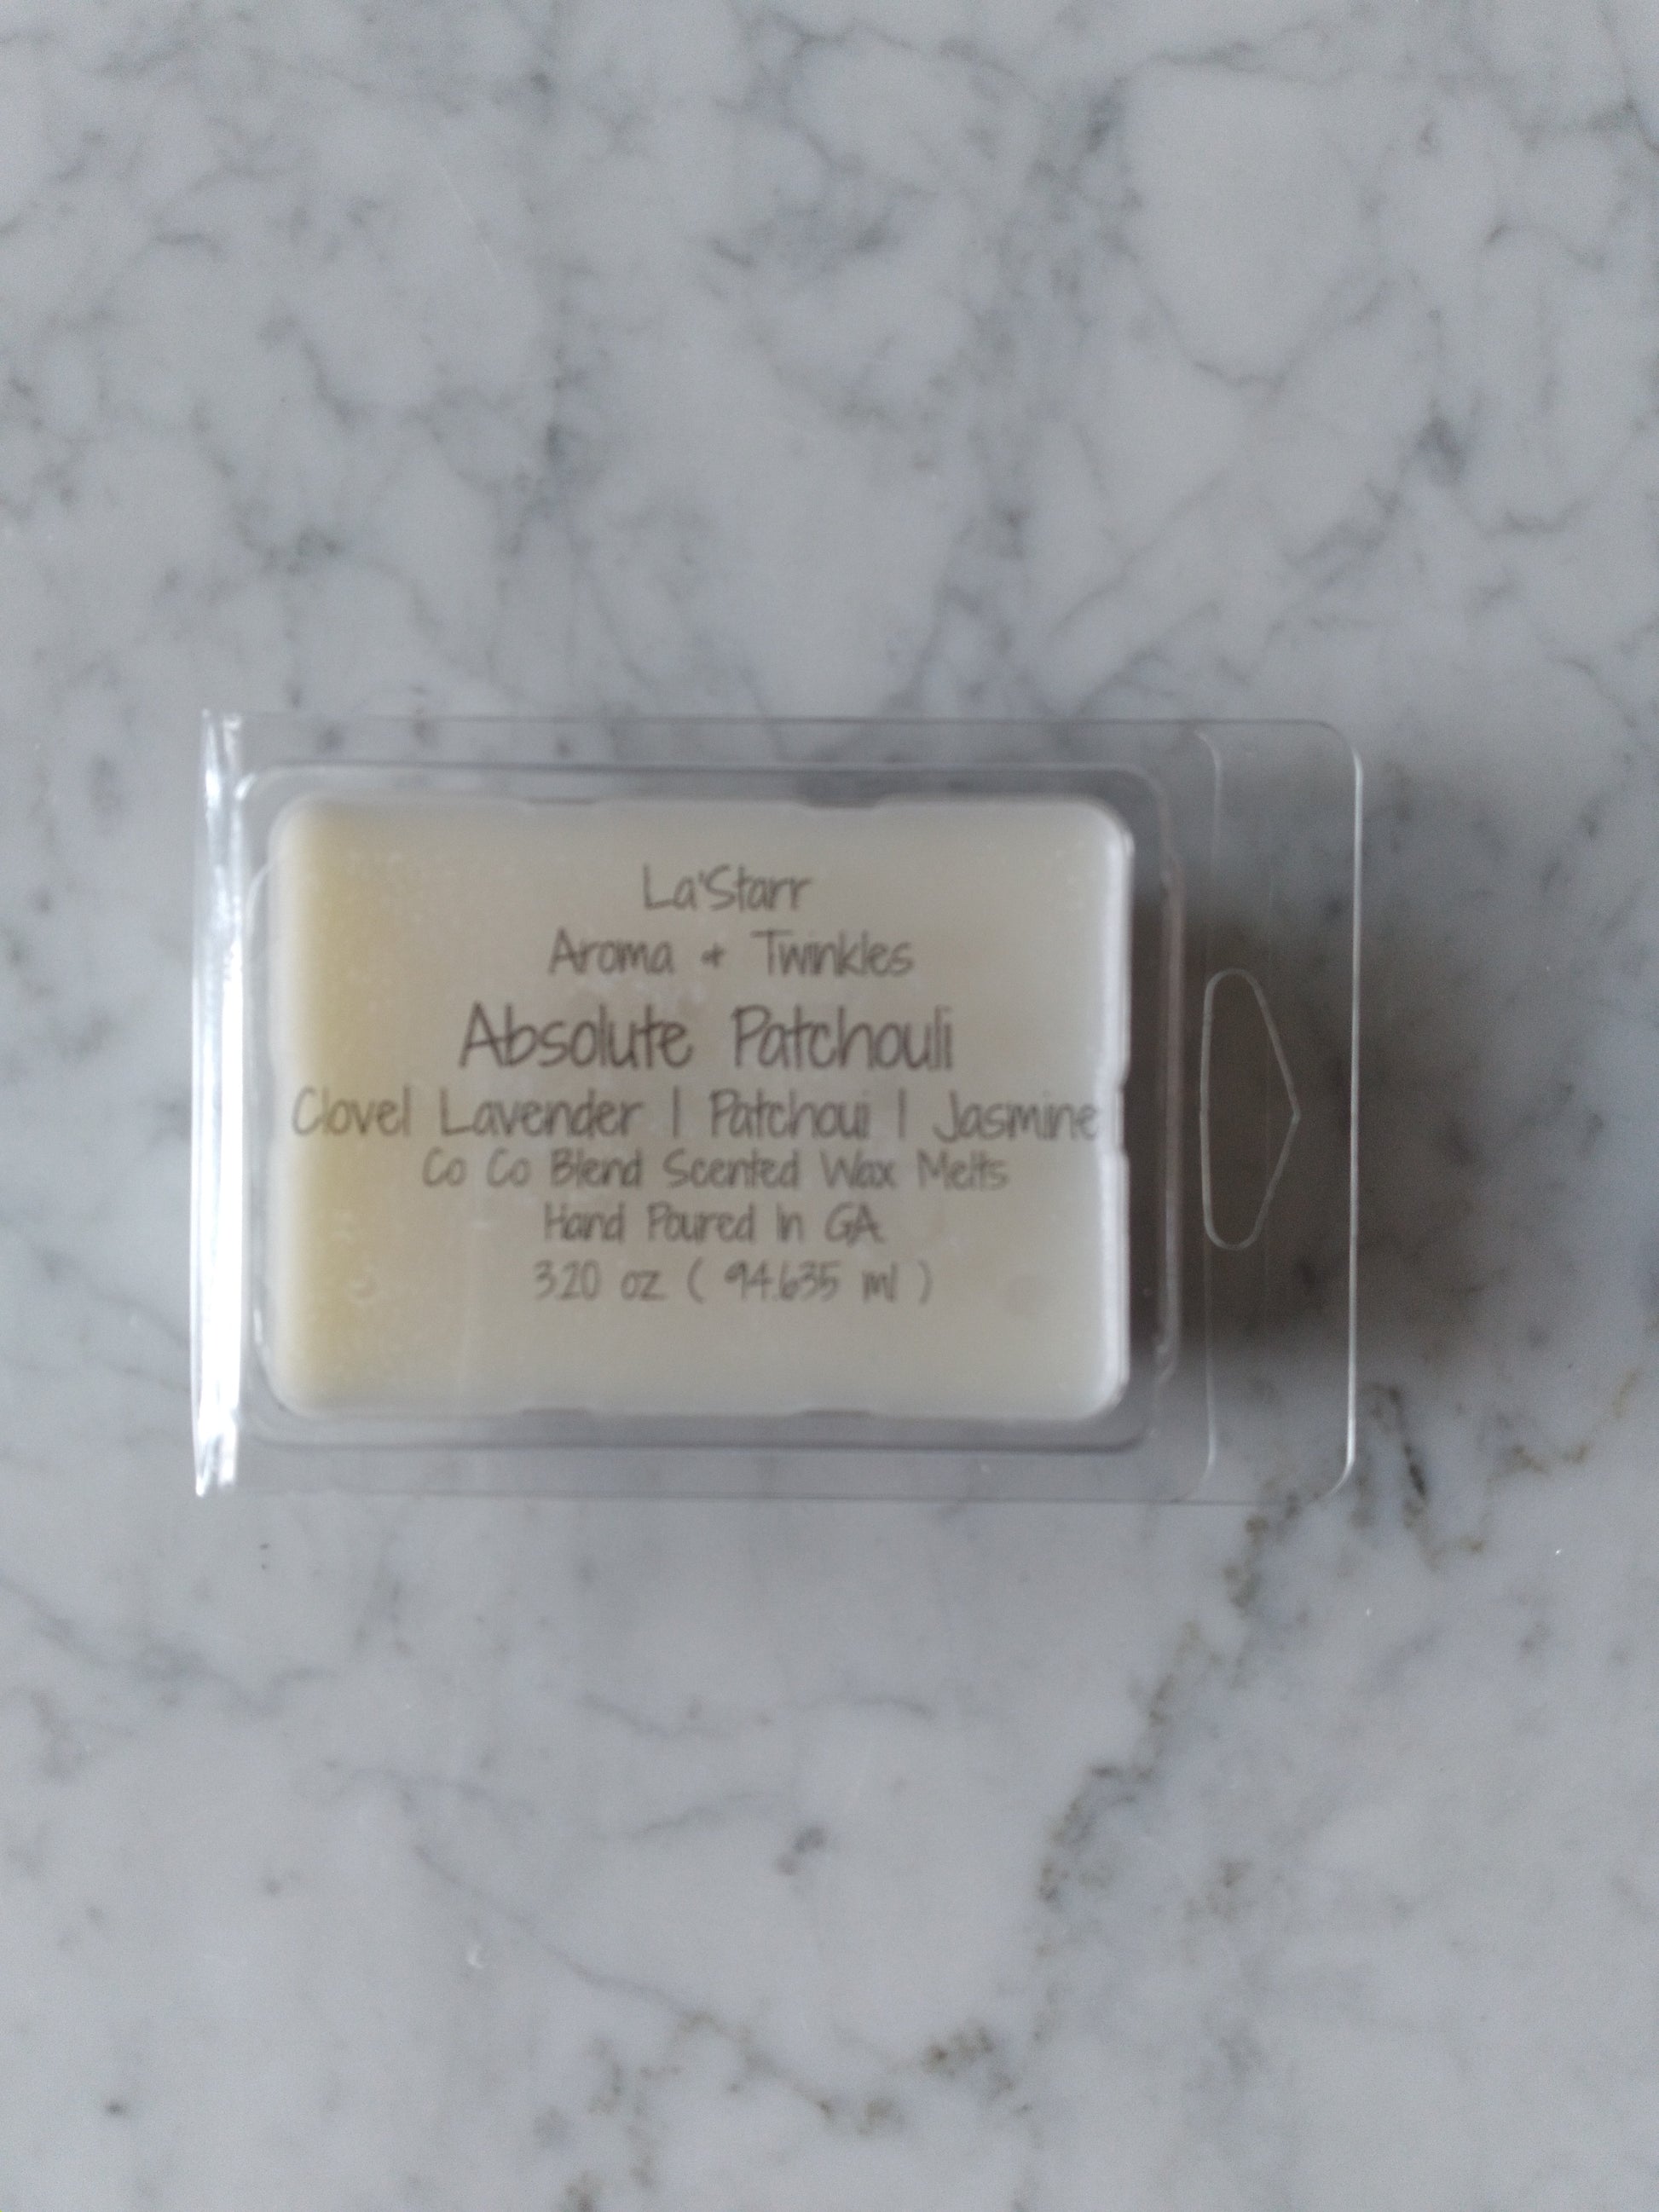 La'Starr
Aroma & Twinkles
Absolute Patchouli
Clovel Lavender | Patchoui | Jasmine
Co Co Blend Scented Wax Melts
Hand Poured In GA
3.20 oz ( 94.635 ml )